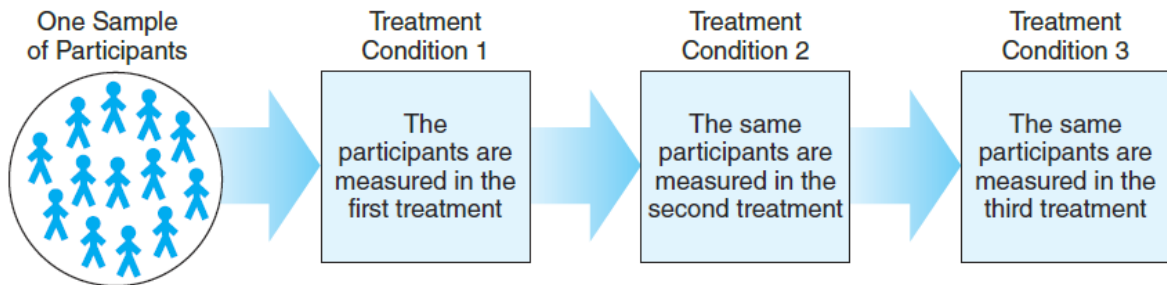 One Sample
of Participants
Treatment
Condition 1
The
participants are
measured in the
first treatment
Treatment
Condition 2
The same
participants are
measured in the
second treatment
Treatment
Condition 3
The same
participants are
measured in the
third treatment